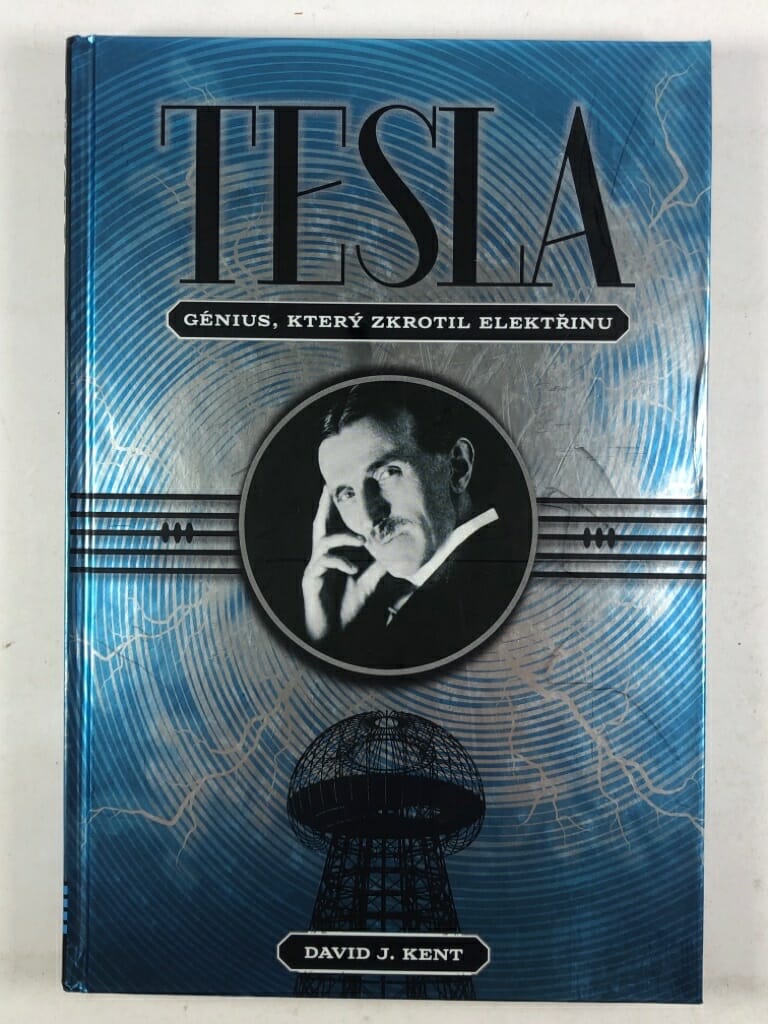 TESLA
GÉNIUS, KTERÝ ZKROTIL ELEKTŘINU
DAVID J. KENT